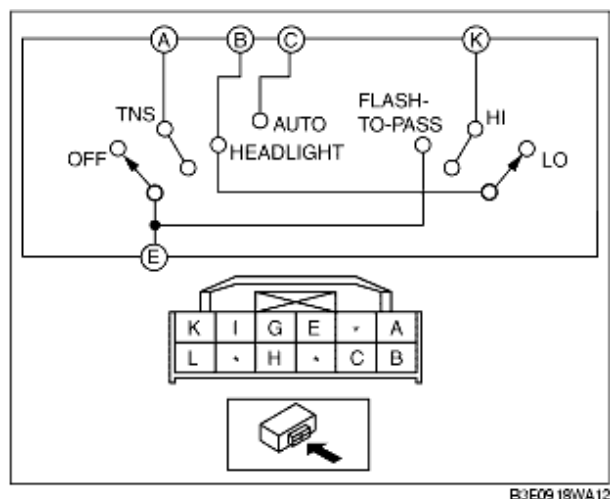 A B C K
TNS
AUTO
FLASH-
TO-PASS
HI
OFF
HEADLIGHT
LO
E
K I G E * A
L * H * C B
B3E0918WA12